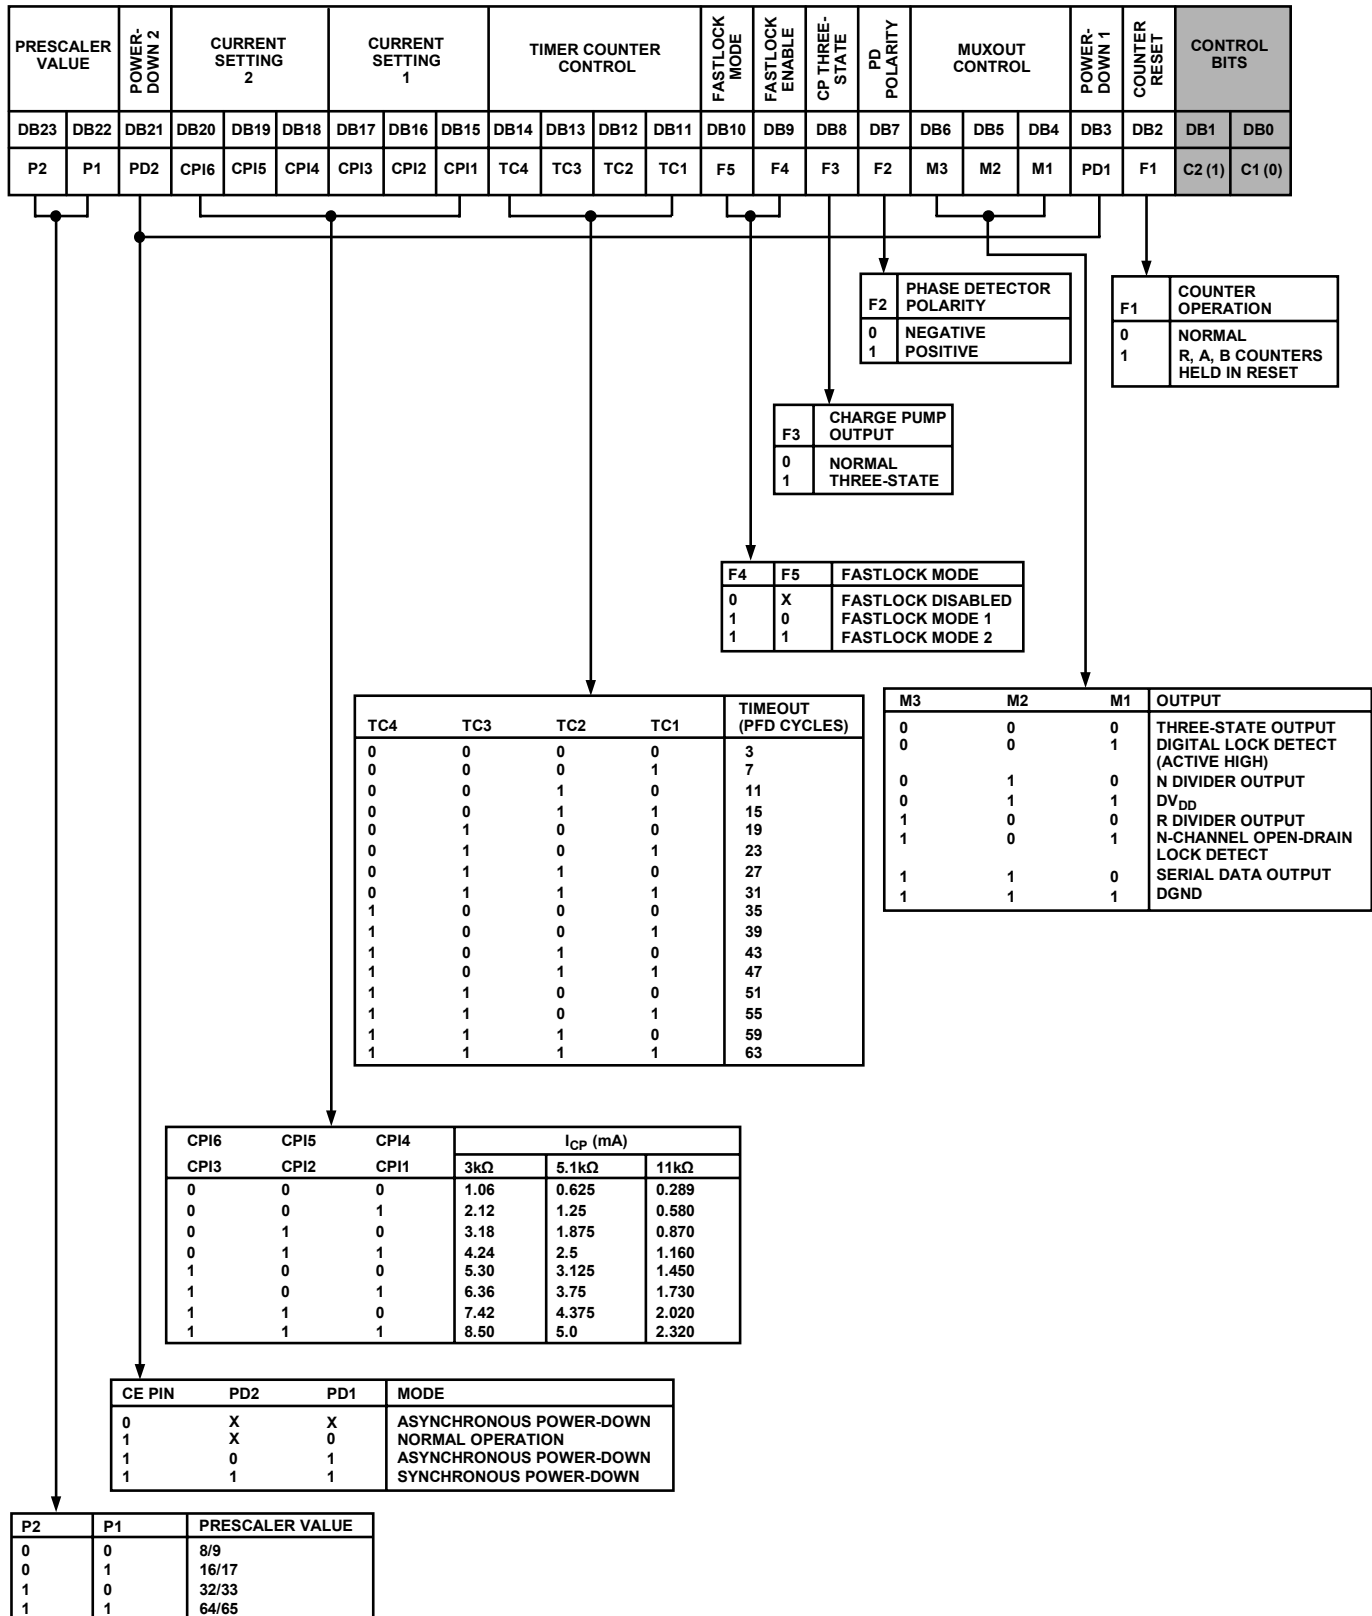 PRESCALER VALUE POWER-DOWN 2 CURRENT SETTING 2 CURRENT SETTING 1 TIMER COUNTER CONTROL FASTLOCK MODE FASTLOCK ENABLE CP THREE-STATE PD POLARITY MUXOUT CONTROL POWER-DOWN 1 COUNTER RESET CONTROL BITS
DB23 DB22 DB21 DB20 DB19 DB18 DB17 DB16 DB15 DB14 DB13 DB12 DB11 DB10 DB9 DB8 DB7 DB6 DB5 DB4 DB3 DB2 DB1 DB0
P2 P1 PD2 CPI6 CPI5 CPI4 CPI3 CPI2 CPI1 TC4 TC3 TC2 TC1 F5 F4 F3 F2 M3 M2 M1 PD1 F1 C2 (1) C1 (0)
F2 PHASE DETECTOR POLARITY
0 NEGATIVE
1 POSITIVE
F1 COUNTER OPERATION
0 NORMAL
1 R, A, B COUNTERS
HELD IN RESET
F3 CHARGE PUMP OUTPUT
0 NORMAL
1 THREE-STATE
F4 F5 FASTLOCK MODE
0 X FASTLOCK DISABLED
1 0 FASTLOCK MODE 1
1 1 FASTLOCK MODE 2
TC4 TC3 TC2 TC1 TIMEOUT (PFD CYCLES)
0 0 0 0 3
0 0 0 1 7
0 0 1 0 11
0 0 1 1 15
0 1 0 0 19
0 1 0 1 23
0 1 1 0 27
0 1 1 1 31
1 0 0 0 35
1 0 0 1 39
1 0 1 0 43
1 0 1 1 47
1 1 0 0 51
1 1 0 1 55
1 1 1 0 59
1 1 1 1 63
M3 M2 M1 OUTPUT
0 0 0 THREE-STATE OUTPUT
0 0 1 DIGITAL LOCK DETECT
(ACTIVE HIGH)
0 1 0 N DIVIDER OUTPUT
0 1 1 DVDD
1 0 0 R DIVIDER OUTPUT
1 0 1 N-CHANNEL OPEN-DRAIN
LOCK DETECT
1 1 0 SERIAL DATA OUTPUT
1 1 1 DGND
CPI6 CPI5 CPI4 ICP (mA)
CPI3 CPI2 CPI1 3kΩ 5.1kΩ 11kΩ
0 0 0 1.06 0.625 0.289
0 0 1 2.12 1.25 0.580
0 1 0 3.18 1.875 0.870
0 1 1 4.24 2.5 1.160
1 0 0 5.30 3.125 1.450
1 0 1 6.36 3.75 1.730
1 1 0 7.42 4.375 2.020
1 1 1 8.50 5.0 2.320
CE PIN PD2 PD1 MODE
0 X X ASYNCHRONOUS POWER-DOWN
1 X 0 NORMAL OPERATION
1 0 1 ASYNCHRONOUS POWER-DOWN
1 1 1 SYNCHRONOUS POWER-DOWN
P2 P1 PRESCALER VALUE
0 0 8/9
0 1 16/17
1 0 32/33
1 1 64/65